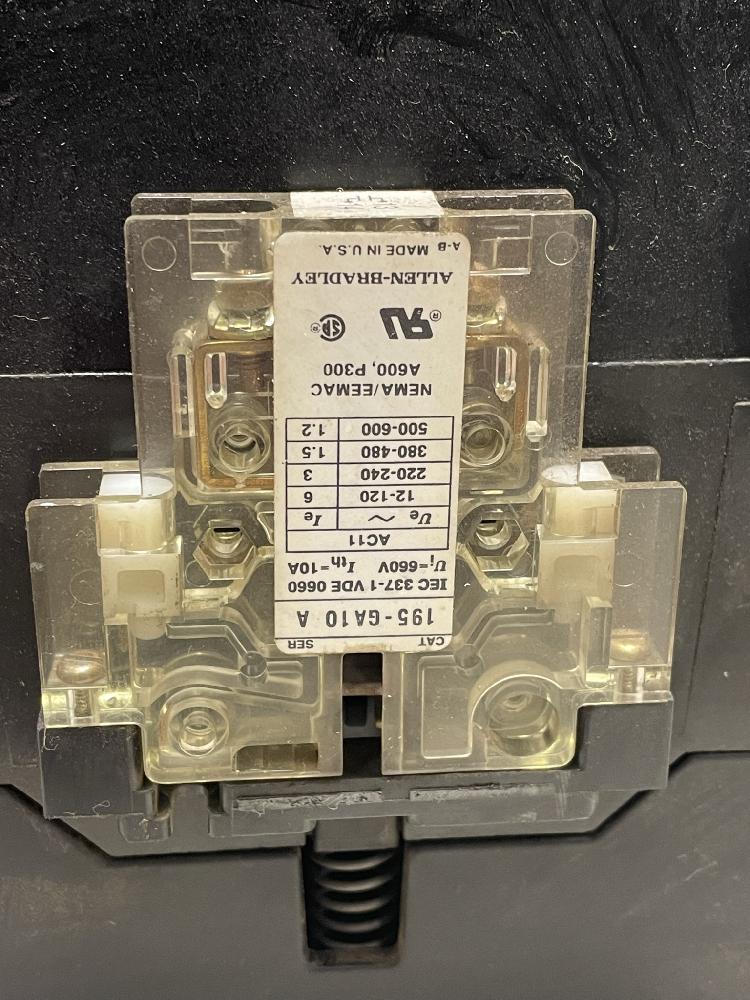 CAT SER
195-GA10 A
IEC 337-1 VDE 0660
Ui=660V Ith=10A
AC11
Ue ~ Ie
12-120 6
220-240 3
380-480 1.5
500-600 1.2
NEMA/EEMAC
A600, P300
ALLEN-BRADLEY
A-B MADE IN U.S.A.